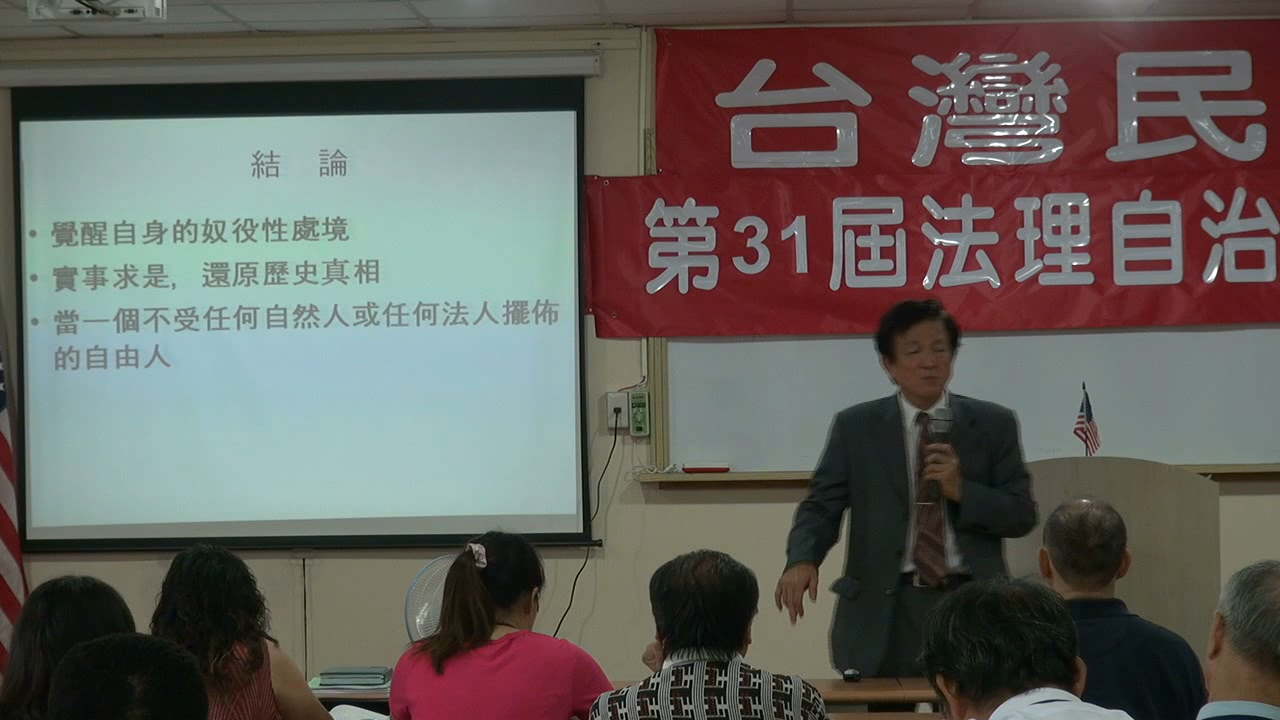 台灣民
第31屆法理自治
結 論
• 覺醒自身的奴役性處境
• 實事求是，還原歷史真相
• 當一個不受任何自然人或任何法人擺佈
的自由人